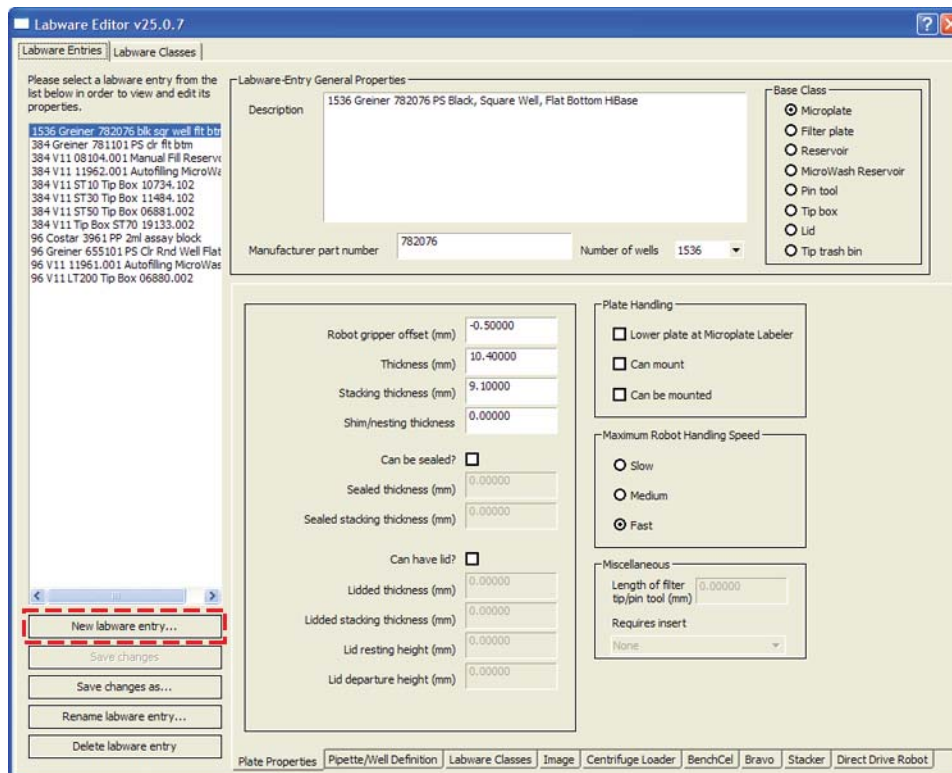 Labware Editor v25.0.7
Labware Entries
Labware Classes
Please select a labware entry from the
list below in order to view and edit its
properties.
1536 Greiner 782076 blk sqr well flt btm
384 Greiner 781101 PS clr flt btm
384 V11 08104.001 Manual Fill Reservo
384 V11 11962.001 Autofilling MicroWa
384 V11 ST10 Tip Box 10734.102
384 V11 ST30 Tip Box 11484.102
384 V11 ST50 Tip Box 06881.002
384 V11 Tip Box ST70 19133.002
96 Costar 3961 PP 2ml assay block
96 Greiner 655101 PS Clr Rnd Well Flat
96 V11 11961.001 Autofilling MicroWas
96 V11 LT200 Tip Box 06880.002
New labware entry...
Save changes
Save changes as...
Rename labware entry...
Delete labware entry
Labware-Entry General Properties
Description
1536 Greiner 782076 PS Black, Square Well, Flat Bottom HiBase
Manufacturer part number
782076
Number of wells
1536
Base Class
Microplate
Filter plate
Reservoir
MicroWash Reservoir
Pin tool
Tip box
Lid
Tip trash bin
Robot gripper offset (mm)
-0.50000
Thickness (mm)
10.40000
Stacking thickness (mm)
9.10000
Shim/nesting thickness
0.00000
Can be sealed?
Sealed thickness (mm)
0.00000
Sealed stacking thickness (mm)
0.00000
Can have lid?
Lidded thickness (mm)
0.00000
Lidded stacking thickness (mm)
0.00000
Lid resting height (mm)
0.00000
Lid departure height (mm)
0.00000
Plate Handling
Lower plate at Microplate Labeler
Can mount
Can be mounted
Maximum Robot Handling Speed
Slow
Medium
Fast
Miscellaneous
Length of filter
tip/pin tool (mm)
0.00000
Requires insert
None
Plate Properties
Pipette/Well Definition
Labware Classes
Image
Centrifuge Loader
BenchCel
Bravo
Stacker
Direct Drive Robot